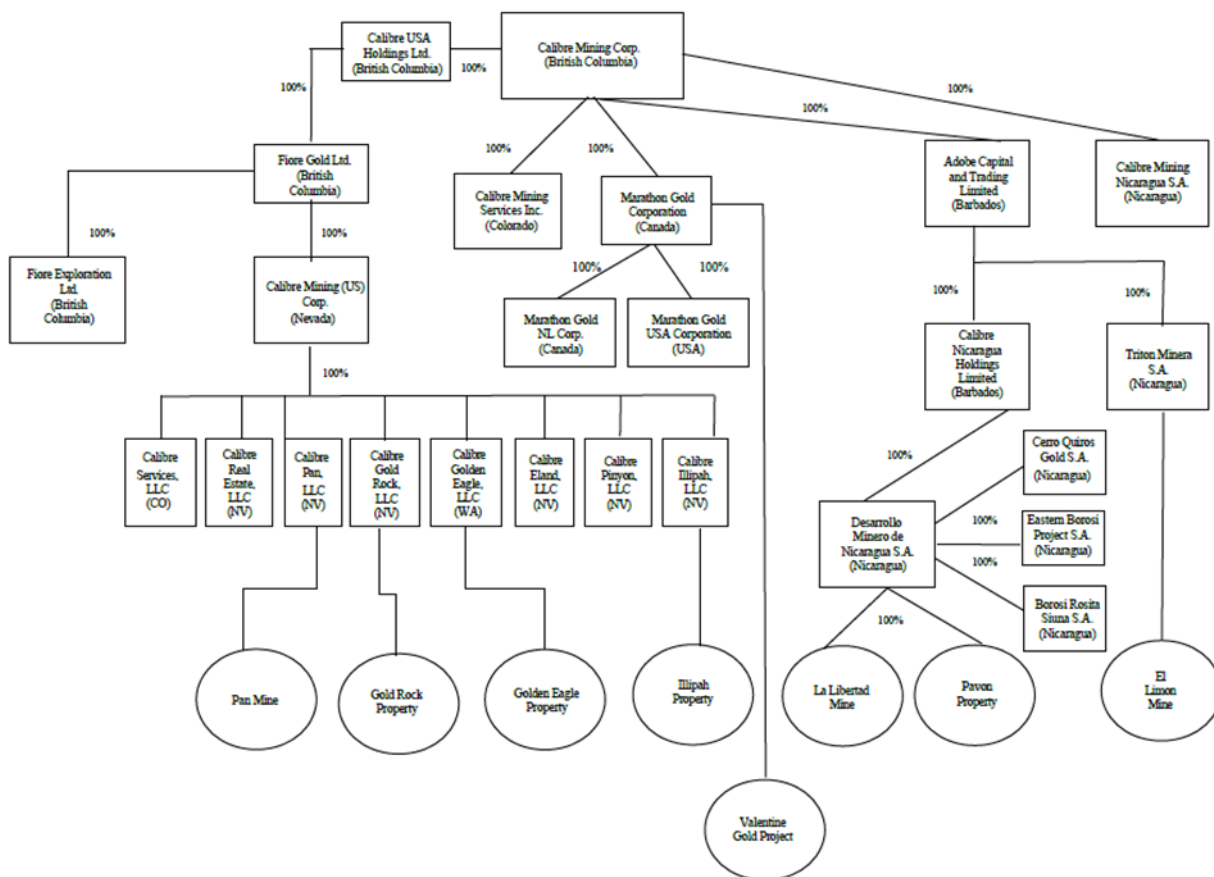 Calibre USA
Holdings Ltd.
(British Columbia)
100%
Calibre Mining Corp.
(British Columbia)
100%
100%
100%
100%
100%
Fiore Gold Ltd.
(British
Columbia)
Calibre Mining
Services Inc.
(Colorado)
Marathon Gold
Corporation
(Canada)
Adobe Capital
and Trading
Limited
(Barbados)
Calibre Mining
Nicaragua S.A.
(Nicaragua)
100%
100%
100%
100%
100%
100%
Fiore Exploration
Ltd.
(British
Columbia)
Calibre Mining (US)
Corp.
(Nevada)
Marathon Gold
NL Corp.
(Canada)
Marathon Gold
USA Corporation
(USA)
Calibre
Nicaragua
Holdings
Limited
(Barbados)
Triton Minera
S.A.
(Nicaragua)
100%
Calibre
Services,
LLC
(CO)
Calibre
Real
Estate,
LLC
(NV)
Calibre
Pan,
LLC
(NV)
Calibre
Gold
Rock,
LLC
(NV)
Calibre
Golden
Eagle,
LLC
(WA)
Calibre
Eland,
LLC
(NV)
Calibre
Pinyon,
LLC
(NV)
Calibre
Illipah,
LLC
(NV)
100%
Cerro Quiros
Gold S.A.
(Nicaragua)
Desarrollo
Minero de
Nicaragua S.A.
(Nicaragua)
100%
Eastern Borosi
Project S.A.
(Nicaragua)
100%
Borosi Rosita
Siuna S.A.
(Nicaragua)
100%
Pan Mine
Gold Rock
Property
Golden Eagle
Property
Illipah
Property
La Libertad
Mine
Pavon
Property
El
Limon
Mine
Valentine
Gold Project